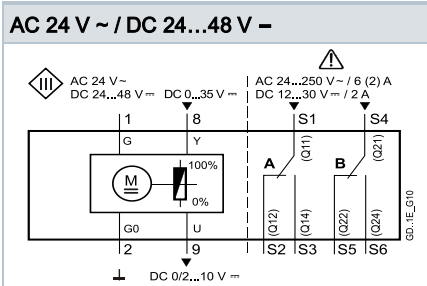 AC 24 V ~ / DC 24...48 V ⎓
III
AC 24 V~
DC 24...48 V ⎓
DC 0...35 V ⎓
AC 24...250 V~ / 6 (2) A
DC 12...30 V ⎓ / 2 A
1 8 S1 S4
G Y (Q11) (Q21)
100%
A B
M
0%
(Q12) (Q14) (Q22) (Q24)
G0 U
2 9 S2 S3 S5 S6
DC 0/2...10 V ⎓
GD..1E_G10